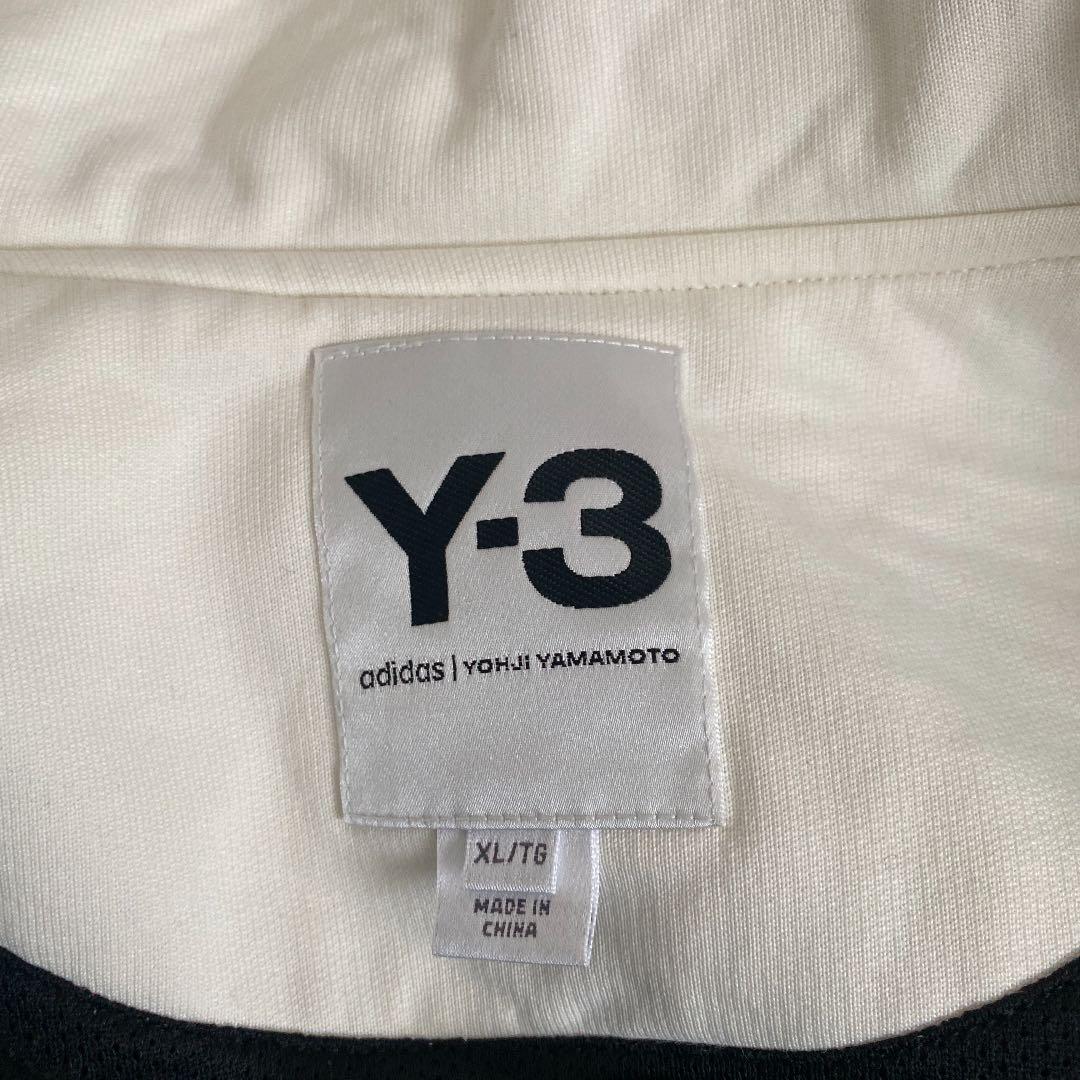 Y-3
adidas | YOHJI YAMAMOTO
XL/TG
MADE IN
CHINA